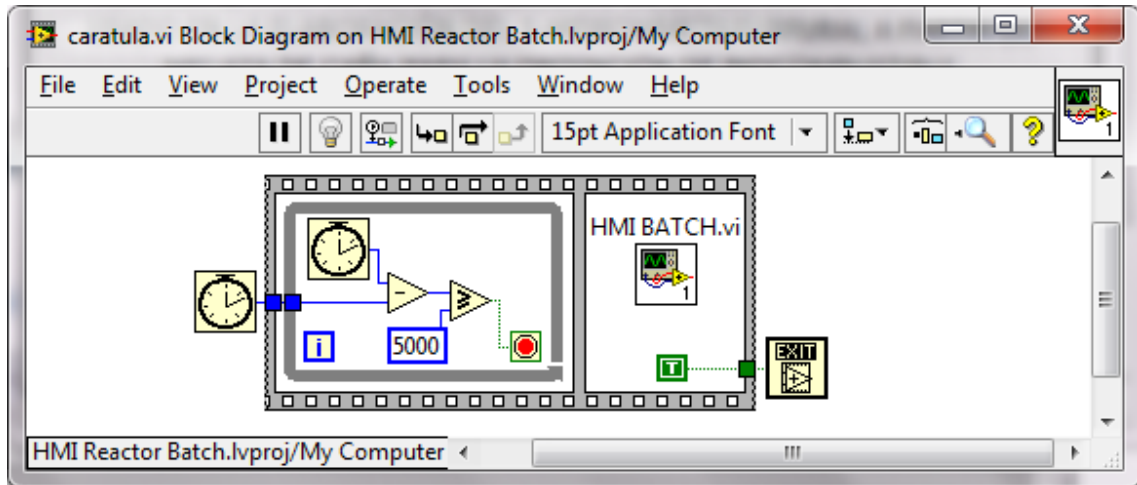 caratula.vi Block Diagram on HMI Reactor Batch.lvproj/My Computer
File Edit View Project Operate Tools Window Help
15pt Application Font
1
HMI BATCH.vi
1
i
5000
T
EXIT
HMI Reactor Batch.lvproj/My Computer